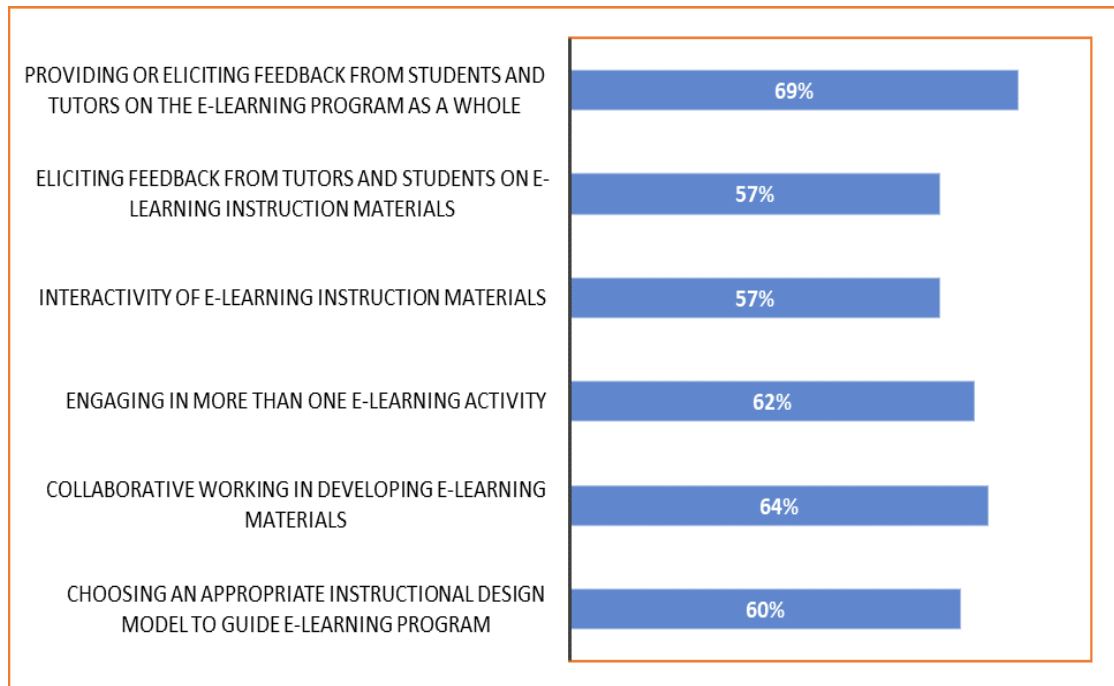 PROVIDING OR ELICITING FEEDBACK FROM STUDENTS AND
TUTORS ON THE E-LEARNING PROGRAM AS A WHOLE
69%
ELICITING FEEDBACK FROM TUTORS AND STUDENTS ON E-
LEARNING INSTRUCTION MATERIALS
57%
INTERACTIVITY OF E-LEARNING INSTRUCTION MATERIALS
57%
ENGAGING IN MORE THAN ONE E-LEARNING ACTIVITY
62%
COLLABORATIVE WORKING IN DEVELOPING E-LEARNING
MATERIALS
64%
CHOOSING AN APPROPRIATE INSTRUCTIONAL DESIGN
MODEL TO GUIDE E-LEARNING PROGRAM
60%